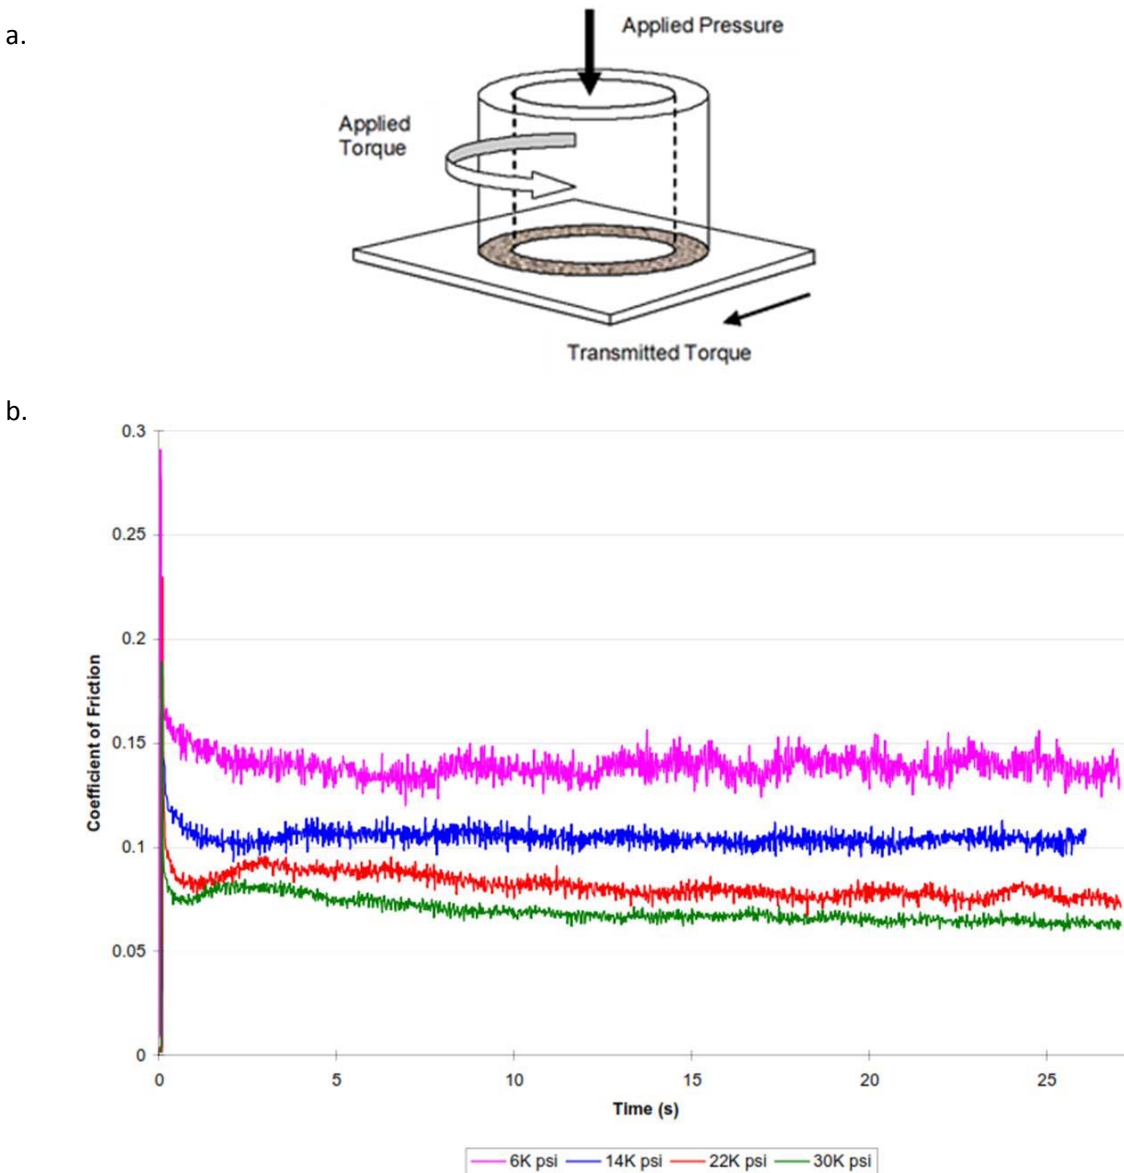 a.
Applied Pressure
Applied
Torque
Transmitted Torque
b.
0.3
0.25
0.2
0.15
0.1
0.05
0
Coefficient of Friction
0 5 10 15 20 25
Time (s)
6K psi 14K psi 22K psi 30K psi